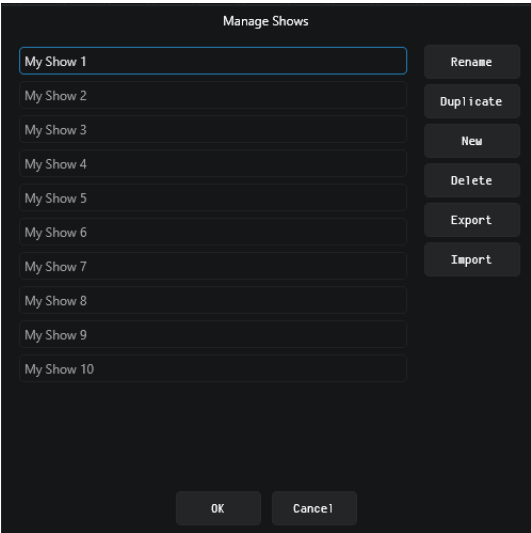 Manage Shows
My Show 1
My Show 2
My Show 3
My Show 4
My Show 5
My Show 6
My Show 7
My Show 8
My Show 9
My Show 10
Rename
Duplicate
New
Delete
Export
Import
OK
Cancel